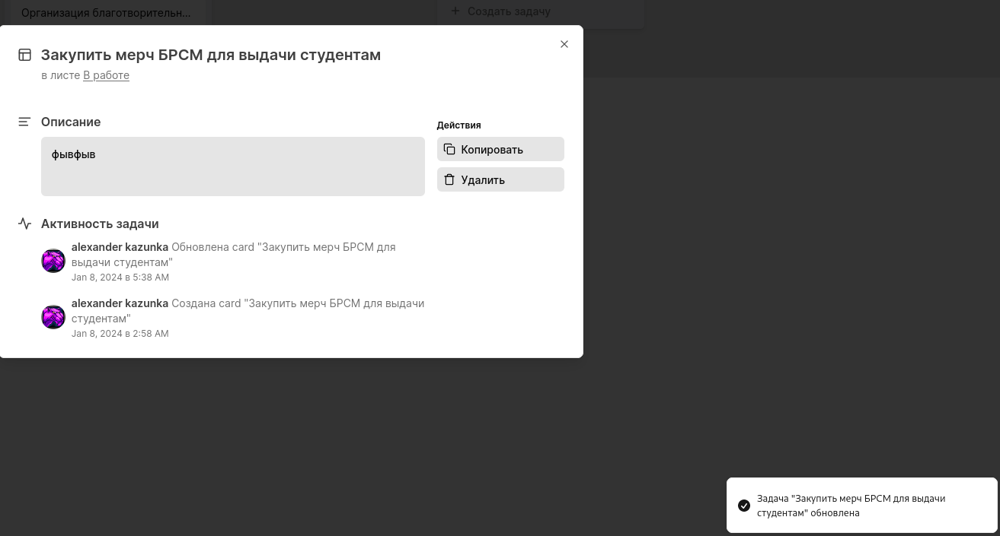 Организация благотворительн...
+ Создать задачу
Закупить мерч БРСМ для выдачи студентам
в листе В работе
Описание
фывфыв
Действия
Копировать
Удалить
Активность задачи
alexander kazunka Обновлена card "Закупить мерч БРСМ для
выдачи студентам"
Jan 8, 2024 в 5:38 AM
alexander kazunka Создана card "Закупить мерч БРСМ для выдачи
студентам"
Jan 8, 2024 в 2:58 AM
Задача "Закупить мерч БРСМ для выдачи
студентам" обновлена